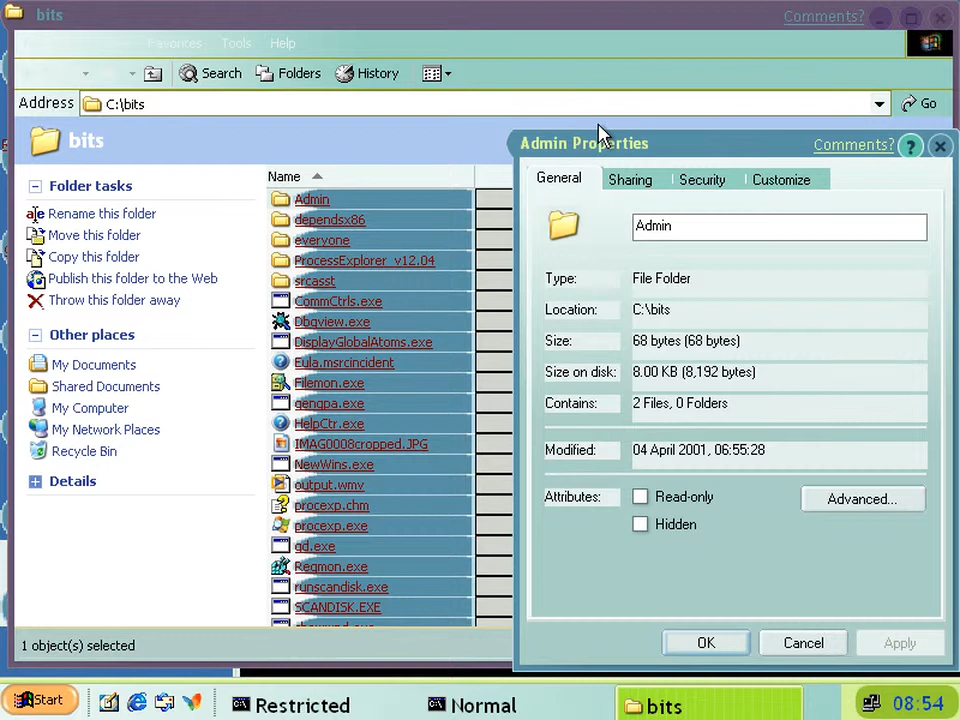 bits
Comments?
Favorites Tools Help
Search Folders History
Address C:\bits Go
bits
Folder tasks
Rename this folder
Move this folder
Copy this folder
Publish this folder to the Web
Throw this folder away
Other places
My Documents
Shared Documents
My Computer
My Network Places
Recycle Bin
Details
Name
Admin
dependsx86
everyone
ProcessExplorer_v12.04
srcasst
CommCtrls.exe
Dbgview.exe
DisplayGlobalAtoms.exe
Eula.msrcincident
Filemon.exe
gengpa.exe
HelpCtr.exe
IMAG0008cropped.JPG
NewWins.exe
output.wmv
procexp.chm
procexp.exe
qd.exe
Regmon.exe
runscandisk.exe
SCANDISK.EXE
Admin Properties
Comments? ?
General Sharing Security Customize
Admin
Type: File Folder
Location: C:\bits
Size: 68 bytes (68 bytes)
Size on disk: 8.00 KB (8,192 bytes)
Contains: 2 Files, 0 Folders
Modified: 04 April 2001, 06:55:28
Attributes: Read-only
Advanced...
Hidden
OK Cancel Apply
1 object(s) selected
Start Restricted Normal bits 08:54